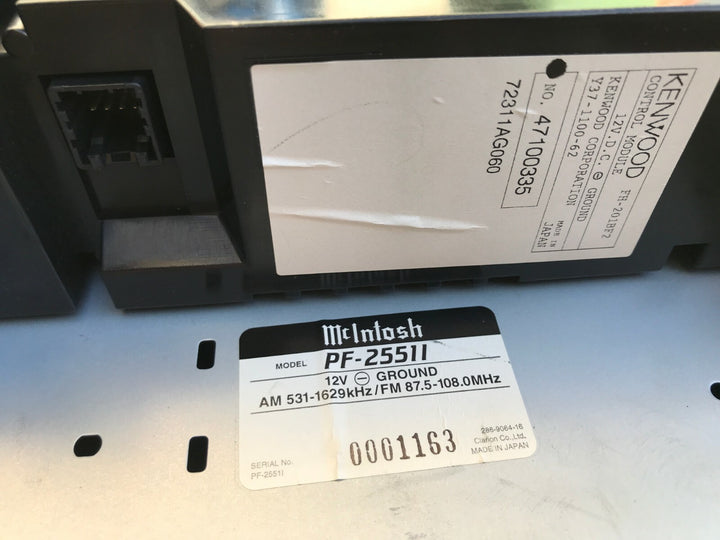 KENWOOD
CONTROL MODULE FH-201BF2
12V.D.C ⊖ GROUND
KENWOOD CORPORATION
Y37-1100-62 MADE IN
JAPAN
NO. 47100335
72311AG060
McIntosh
MODEL PF-2551I
12V ⊖ GROUND
AM 531-1629kHz/FM 87.5-108.0MHz
286-9064-16
Clarion Co.,Ltd.
MADE IN JAPAN
SERIAL No. 0001163
PF-2551I